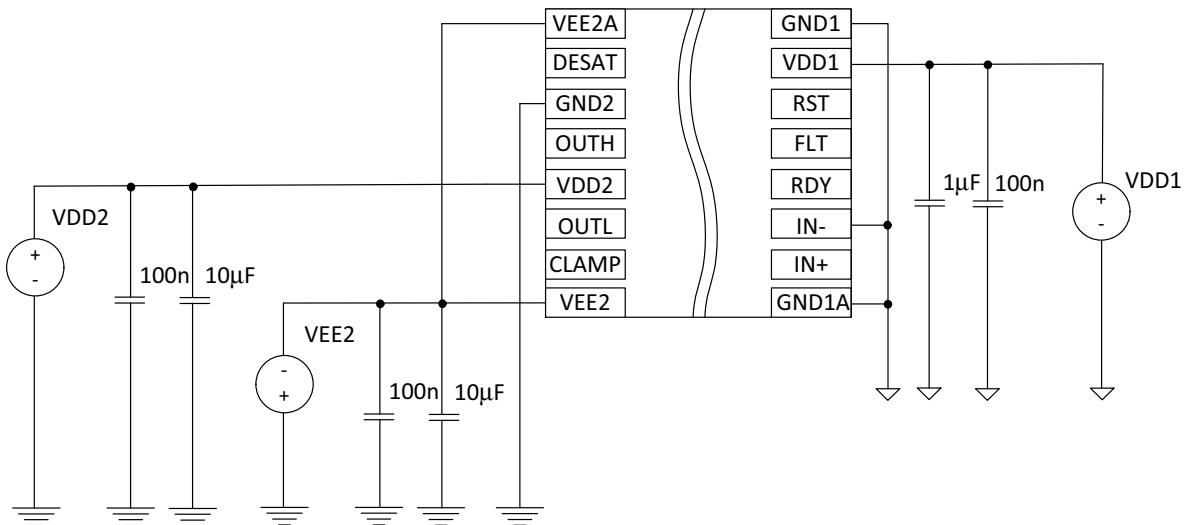 VEE2A
GND1
DESAT
VDD1
GND2
RST
OUTH
FLT
VDD2
RDY
OUTL
IN-
CLAMP
IN+
VEE2
GND1A
1μF
100n
VDD1
+
-
VDD2
+
-
100n
10μF
VEE2
-
+
100n
10μF